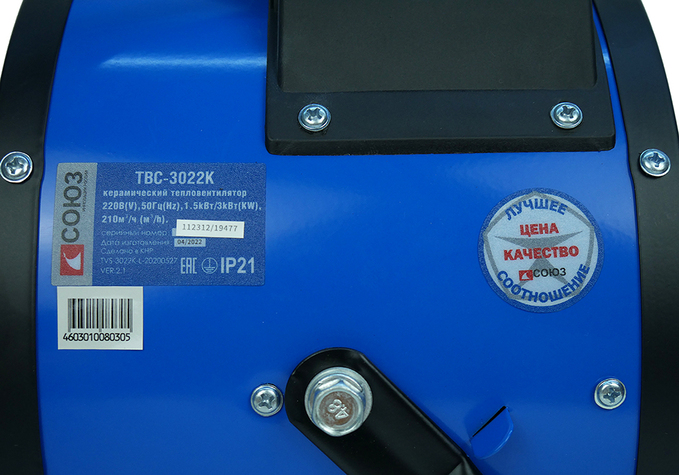 СОЮЗ
ТВС-3022К
керамический тепловентилятор
220В(V),50Гц(Hz),1.5кВт/3кВт(KW),
210м³/ч (м³/h).
серийный номер 112312/19477
Дата изготовления 04/2022
Сделано в КНР
TVS 3022K-L-20200527
VER 2.1
EAC IP21
4603010080305
ЛУЧШЕЕ
ЦЕНА
КАЧЕСТВО
СОЮЗ
СООТНОШЕНИЕ